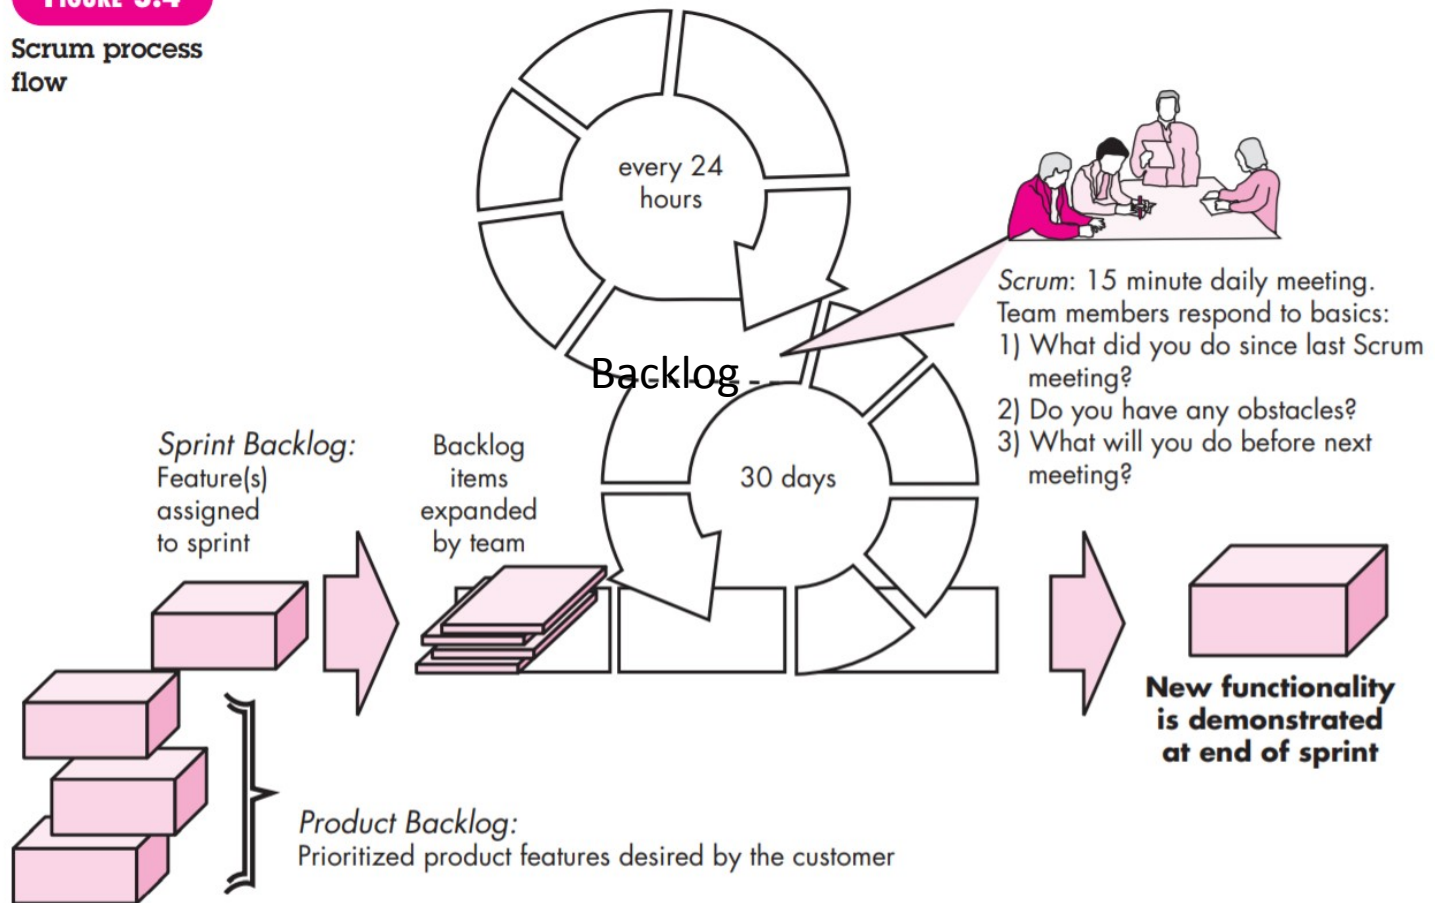 FIGURE 3.4
Scrum process
flow
every 24
hours
Scrum: 15 minute daily meeting.
Team members respond to basics:
1) What did you do since last Scrum
meeting?
2) Do you have any obstacles?
3) What will you do before next
meeting?
Backlog
Sprint Backlog:
Feature(s)
assigned
to sprint
Backlog
items
expanded
by team
30 days
New functionality
is demonstrated
at end of sprint
Product Backlog:
Prioritized product features desired by the customer